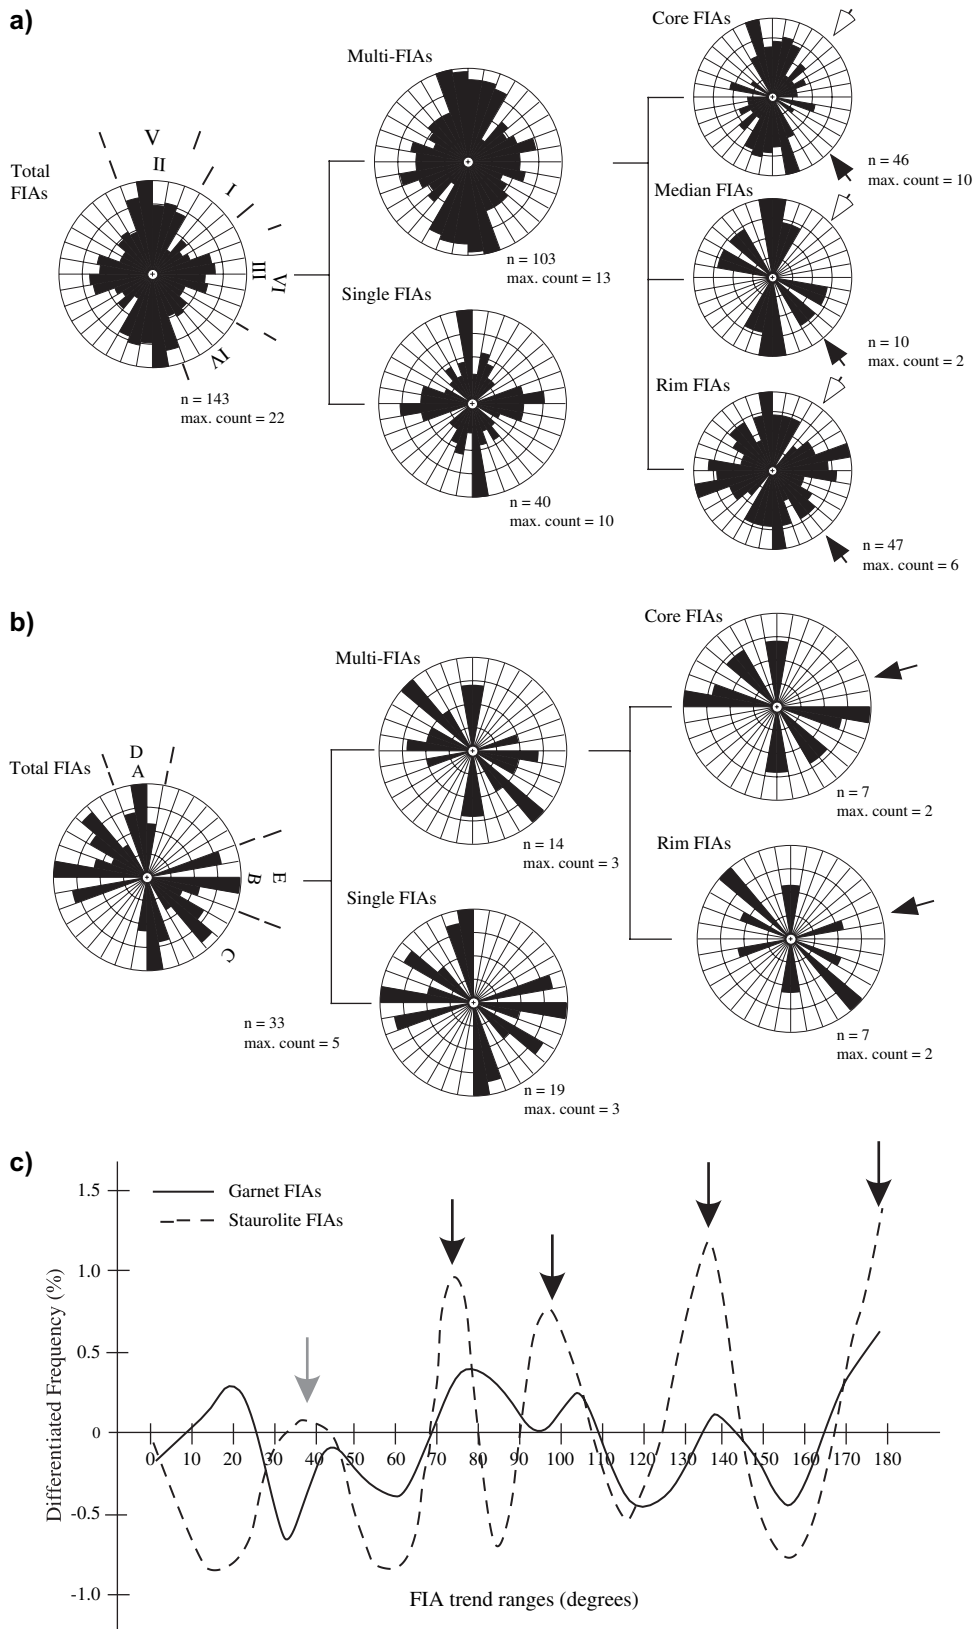 a)
Core FIAs
Multi-FIAs
Total
FIAs
V
II
I
III
VI
IV
n = 143
max. count = 22
n = 103
max. count = 13
Single FIAs
n = 40
max. count = 10
n = 46
max. count = 10
Median FIAs
n = 10
max. count = 2
Rim FIAs
n = 47
max. count = 6
b)
Core FIAs
Multi-FIAs
Total FIAs
D
A
B
E
C
n = 33
max. count = 5
n = 14
max. count = 3
Single FIAs
n = 19
max. count = 3
n = 7
max. count = 2
Rim FIAs
n = 7
max. count = 2
c)
1.5
1.0
0.5
0
-0.5
-1.0
Differentiated Frequency (%)
Garnet FIAs
Staurolite FIAs
0 10 20 30 40 50 60 70 80 90 100 110 120 130 140 150 160 170 180
FIA trend ranges (degrees)